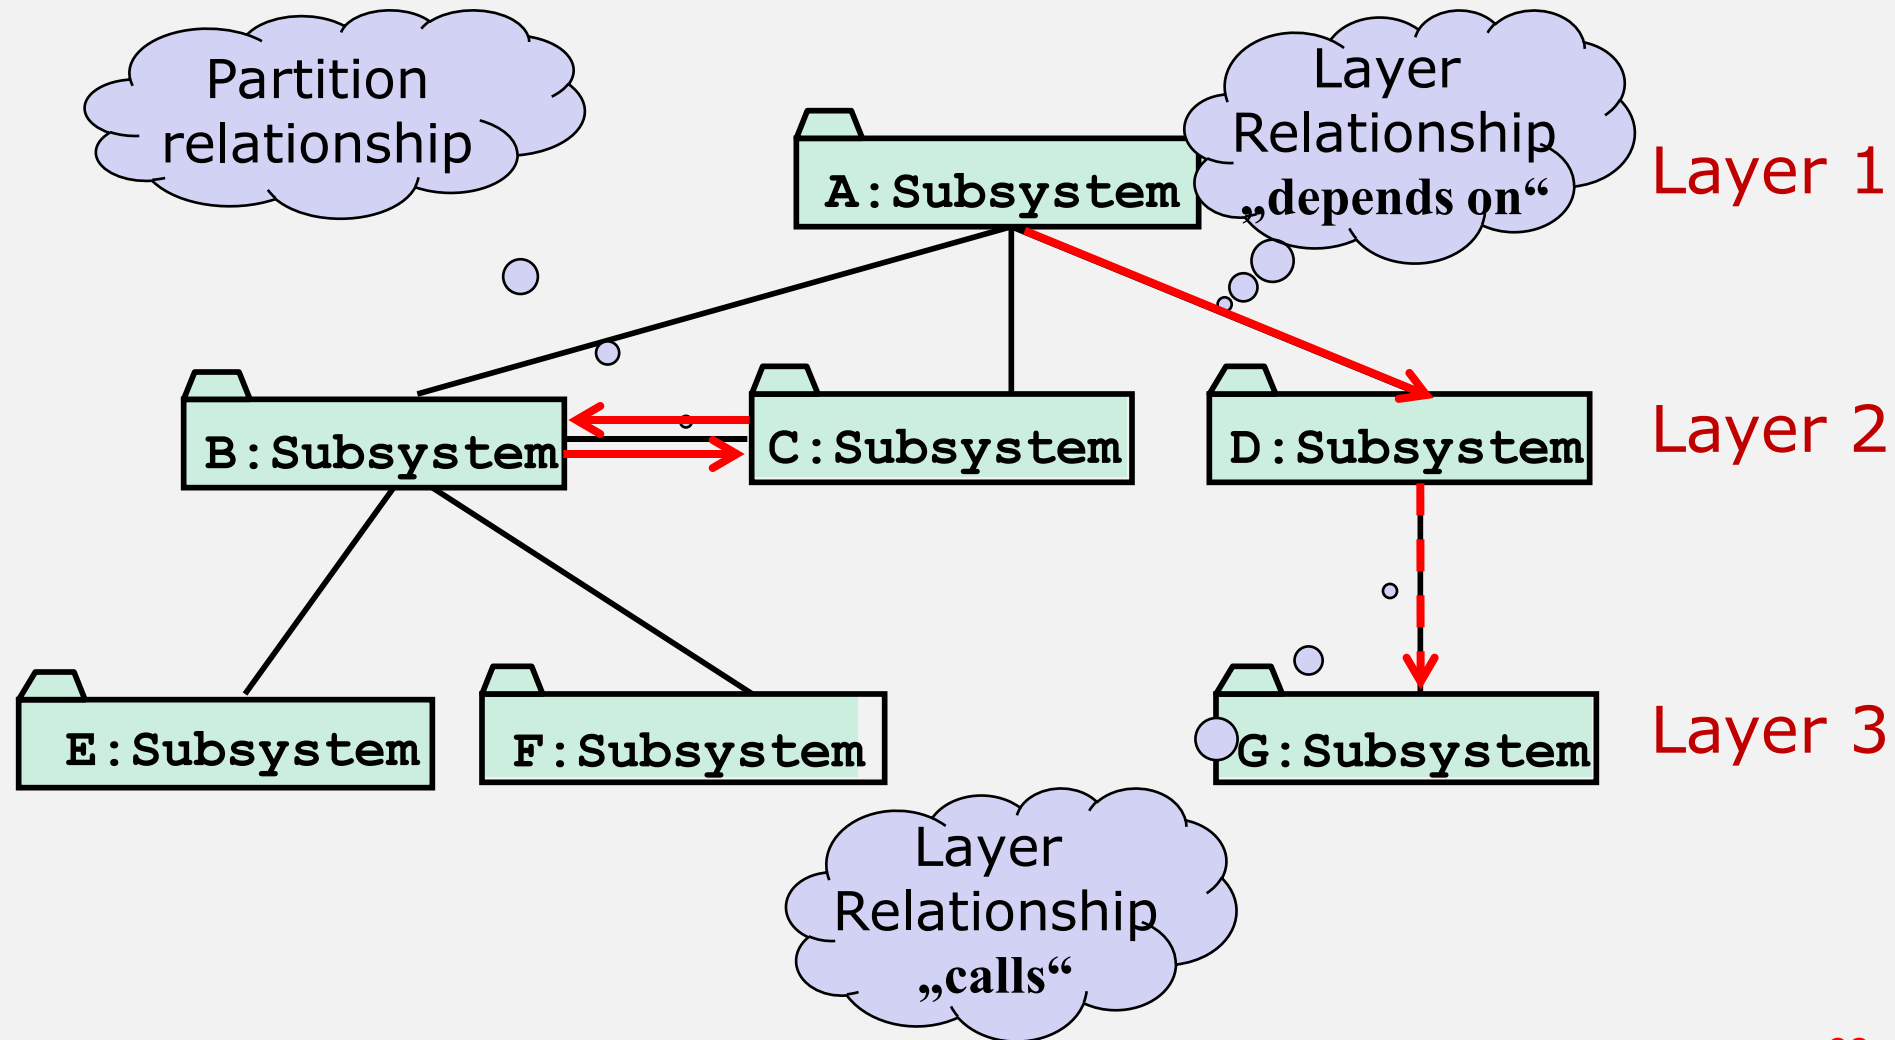 Partition
relationship
Layer
Relationship
„depends on“
A:Subsystem
Layer 1
B:Subsystem
C:Subsystem
D:Subsystem
Layer 2
E:Subsystem
F:Subsystem
G:Subsystem
Layer 3
Layer
Relationship
„calls“